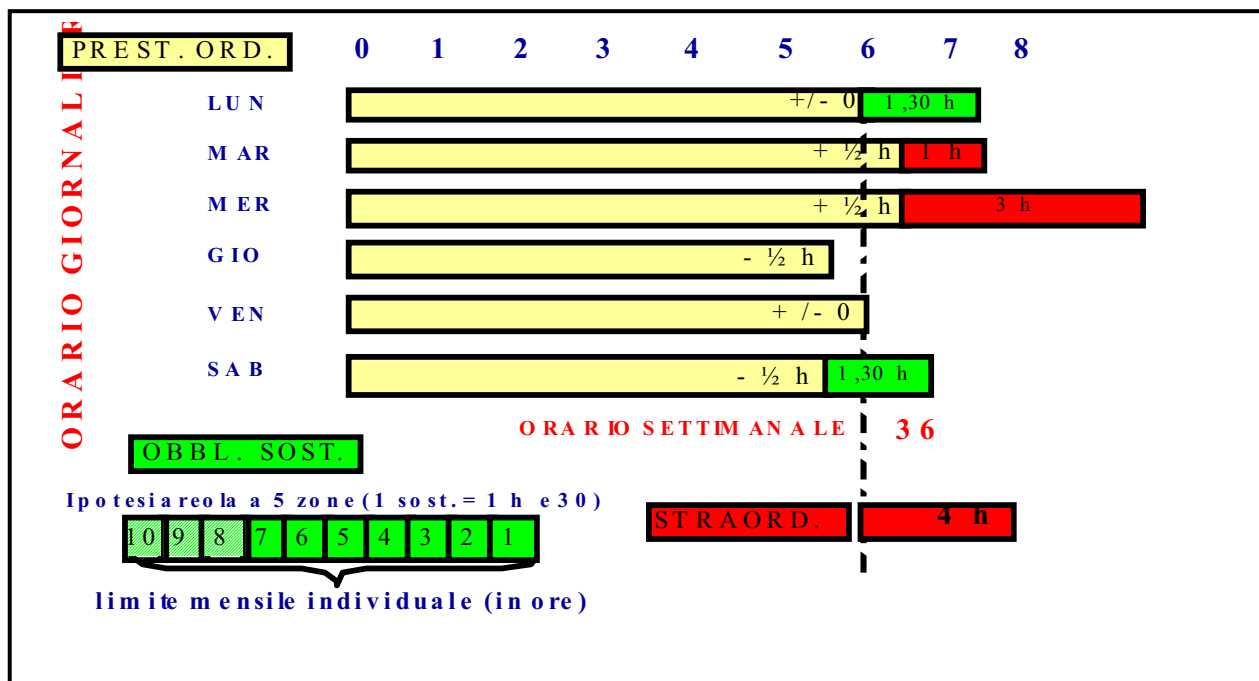 ORARIO GIORNALIE
PREST. ORD. 0 1 2 3 4 5 6 7 8
LUN +/- 0 1,30 h
MAR + ½ h 1 h
MER + ½ h 3 h
GIO - ½ h
VEN + /- 0
SAB - ½ h 1,30 h
ORARIO SETTIMANALE 36
OBBL. SOST.
Ipotesi areola a 5 zone (1 sost. = 1 h e 30)
STRAORD. 4 h
10 9 8 7 6 5 4 3 2 1
limite mensile individuale (in ore)